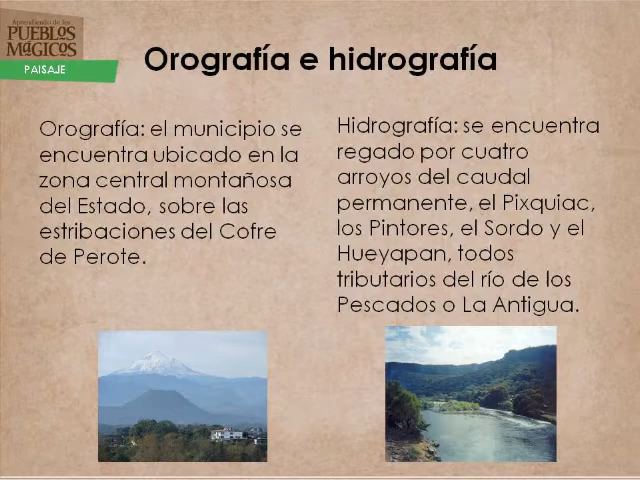 Aprendiendo de los
PUEBLOS
MáGICOS
PAISAJE
Orografía e hidrografía
Orografía: el municipio se
encuentra ubicado en la
zona central montañosa
del Estado, sobre las
estribaciones del Cofre
de Perote.
Hidrografía: se encuentra
regado por cuatro
arroyos del caudal
permanente, el Pixquiac,
los Pintores, el Sordo y el
Hueyapan, todos
tributarios del río de los
Pescados o La Antigua.